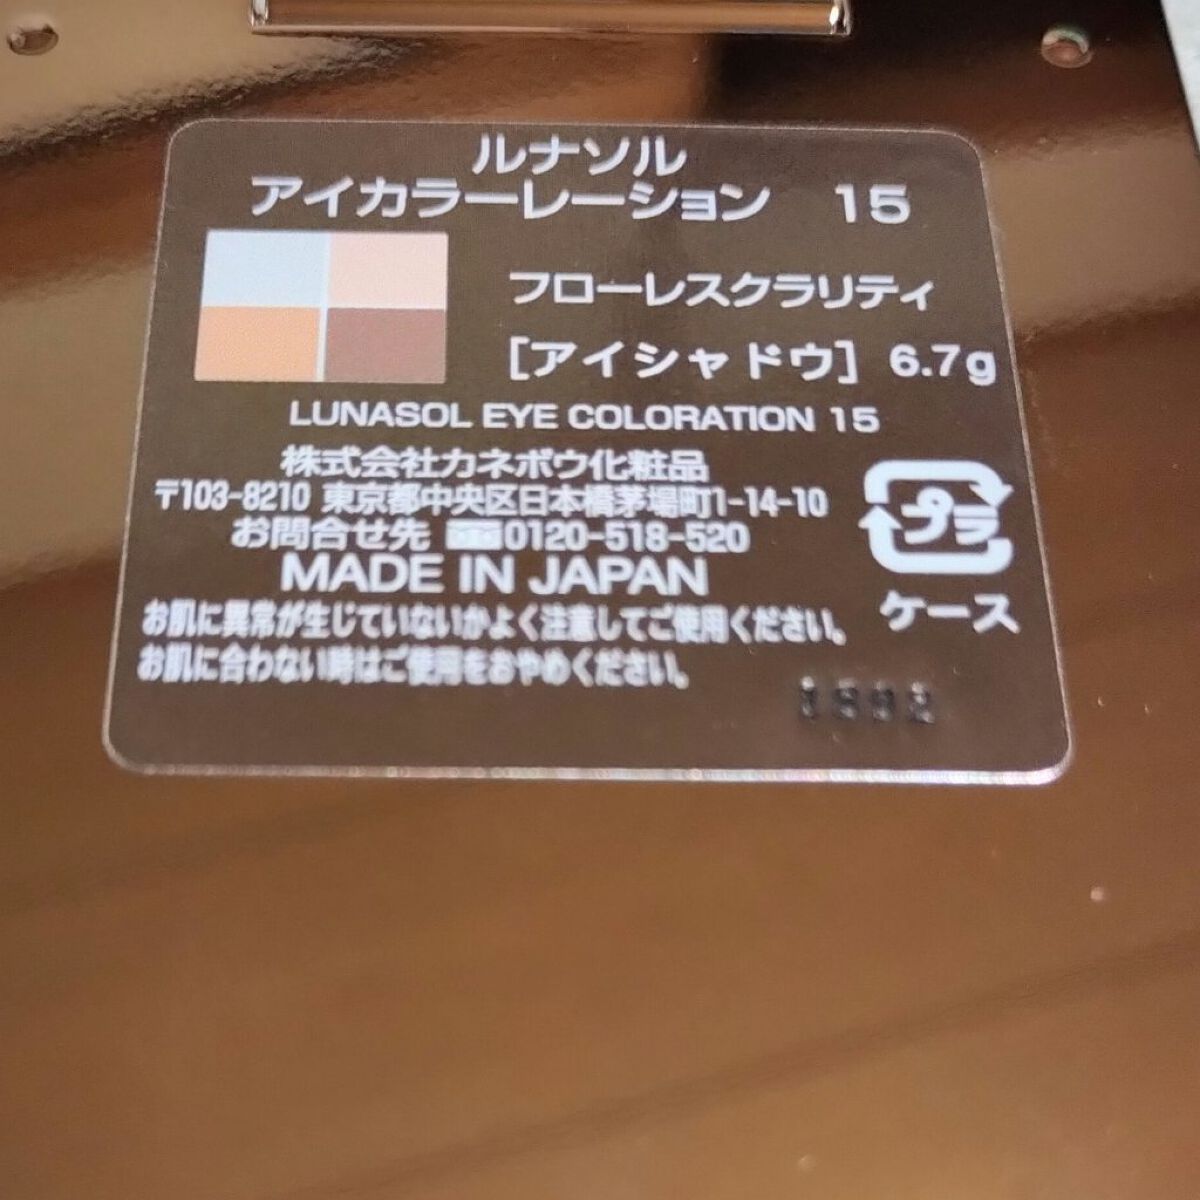 ルナソル
アイカラーレーション 15
フローレスクラリティ
[アイシャドウ] 6.7g
LUNASOL EYE COLORATION 15
株式会社カネボウ化粧品
〒103-8210 東京都中央区日本橋茅場町1-14-10
お問合せ先 0120-518-520
MADE IN JAPAN
プラ
ケース
お肌に異常が生じていないかよく注意してご使用ください。
お肌に合わない時はご使用をおやめください。